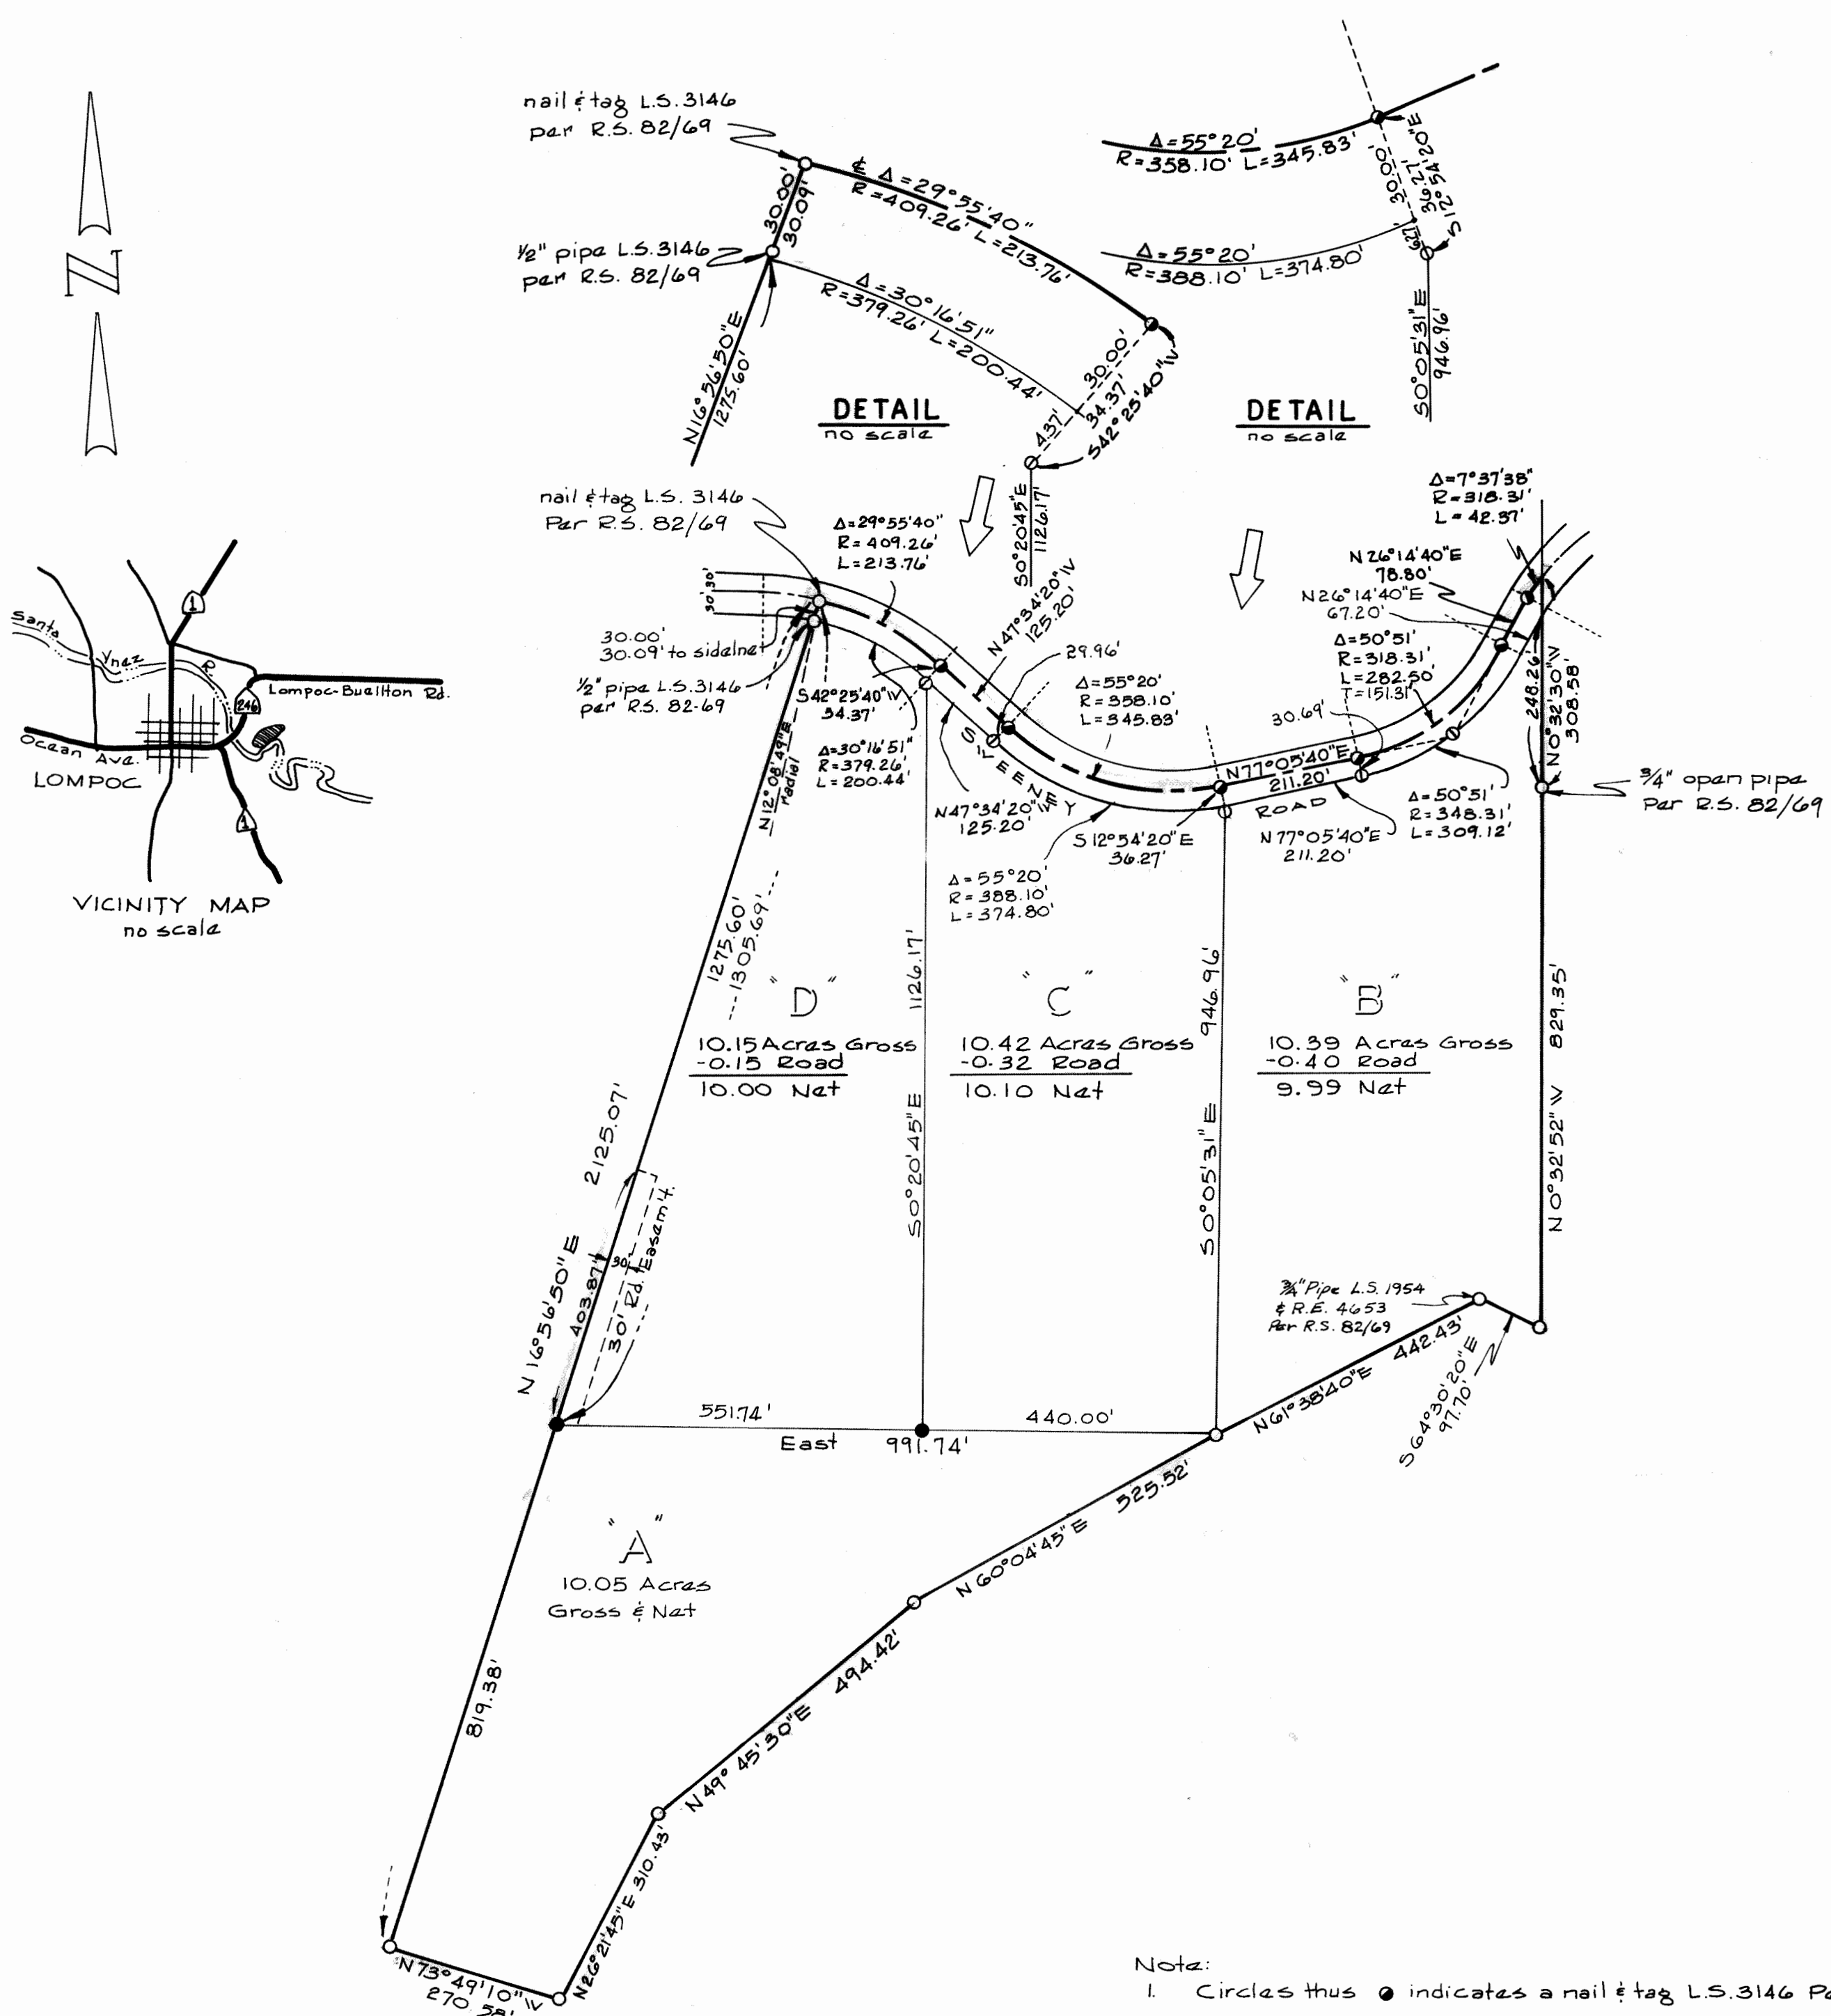 nail & tag L.S. 3146
per R.S. 82/69
30.00'
30.09'
℄ Δ=29°55'40"
R=409.26' L=213.76'
1/2" pipe L.S.3146
per R.S. 82/69
Δ=30°16'51"
R=379.26' L=200.44'
N16°56'50"E
1275.60'
30.00'
34.37'
4.37'
S42°25'40"W
S0°20'45"E
1126.17'
DETAIL
no scale
Δ=55°20'
R=358.10' L=345.83'
Δ=55°20'
R=388.10' L=374.80'
30.00'
36.27'
S12°54'20"E
6.27'
S0°05'31"E
946.96'
DETAIL
no scale
N
Santa Ynez R.
1
Lompoc-Buellton Rd.
246
Ocean Ave.
LOMPOC
1
VICINITY MAP
no scale
nail & tag L.S. 3146
Per R.S. 82/69
Δ=29°55'40"
R=409.26'
L=213.76'
30' 30'
30.00'
30.09' to sideline
1/2" pipe L.S.3146
per R.S. 82-69
S42°25'40"W
34.37'
N12°08'49"E
radial
Δ=30°16'51"
R=379.26'
L=200.44'
N47°34'20"W
125.20'
29.96'
Δ=55°20'
R=358.10'
L=345.83'
SWEENEY
ROAD
N47°34'20"W
125.20'
S12°54'20"E
36.27'
Δ=55°20'
R=388.10'
L=374.80'
Δ=7°37'38"
R=318.31'
L=42.37'
N26°14'40"E
78.80'
N26°14'40"E
67.20'
Δ=50°51'
R=318.31'
L=282.50'
T=151.31'
30.69'
N77°05'40"E
211.20'
N77°05'40"E
211.20'
Δ=50°51'
R=348.31'
L=309.12'
248.26'
N0°32'30"W
308.58'
3/4" open pipe
Per R.S. 82/69
1275.60'
1305.69'
"D"
10.15 Acres Gross
-0.15 Road
10.00 Net
1126.17'
S0°20'45"E
"C"
10.42 Acres Gross
-0.32 Road
10.10 Net
946.96'
S0°05'31"E
"B"
10.39 Acres Gross
-0.40 Road
9.99 Net
829.35'
N0°32'52"W
2125.07'
N16°56'50"E
403.87'
30'
30' Rd. Easem't.
3/4" Pipe L.S. 1954
& R.E. 4653
Per R.S. 82/69
442.43'
N61°38'40"E
S64°30'20"E
97.70'
551.74'
440.00'
East 991.74'
525.52'
N60°04'45"E
"A"
10.05 Acres
Gross & Net
494.42'
N49°45'30"E
819.38'
N26°21'45"E 310.43'
N73°49'10"W
270.58'
Note:
1. Circles thus indicates a nail & tag L.S.3146